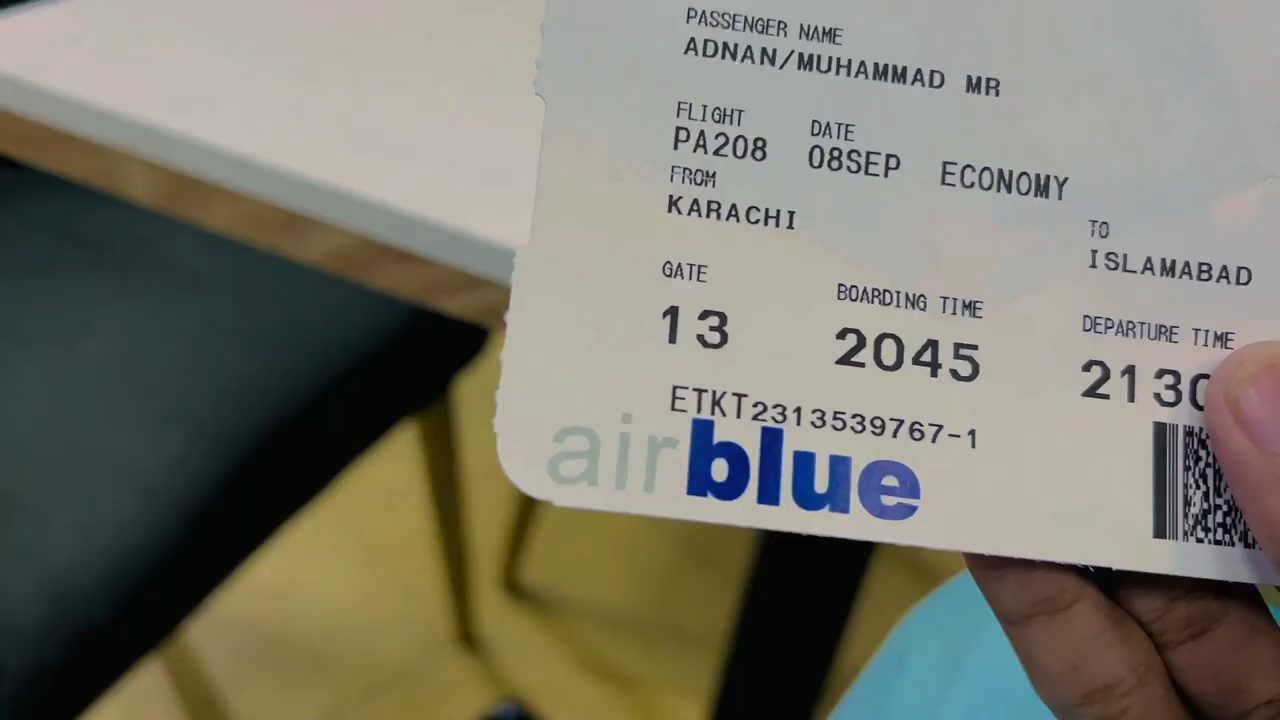 PASSENGER NAME
ADNAN/MUHAMMAD MR
FLIGHT DATE
PA208 08SEP ECONOMY
FROM TO
KARACHI ISLAMABAD
GATE BOARDING TIME DEPARTURE TIME
13 2045 2130
ETKT2313539767-1
airblue